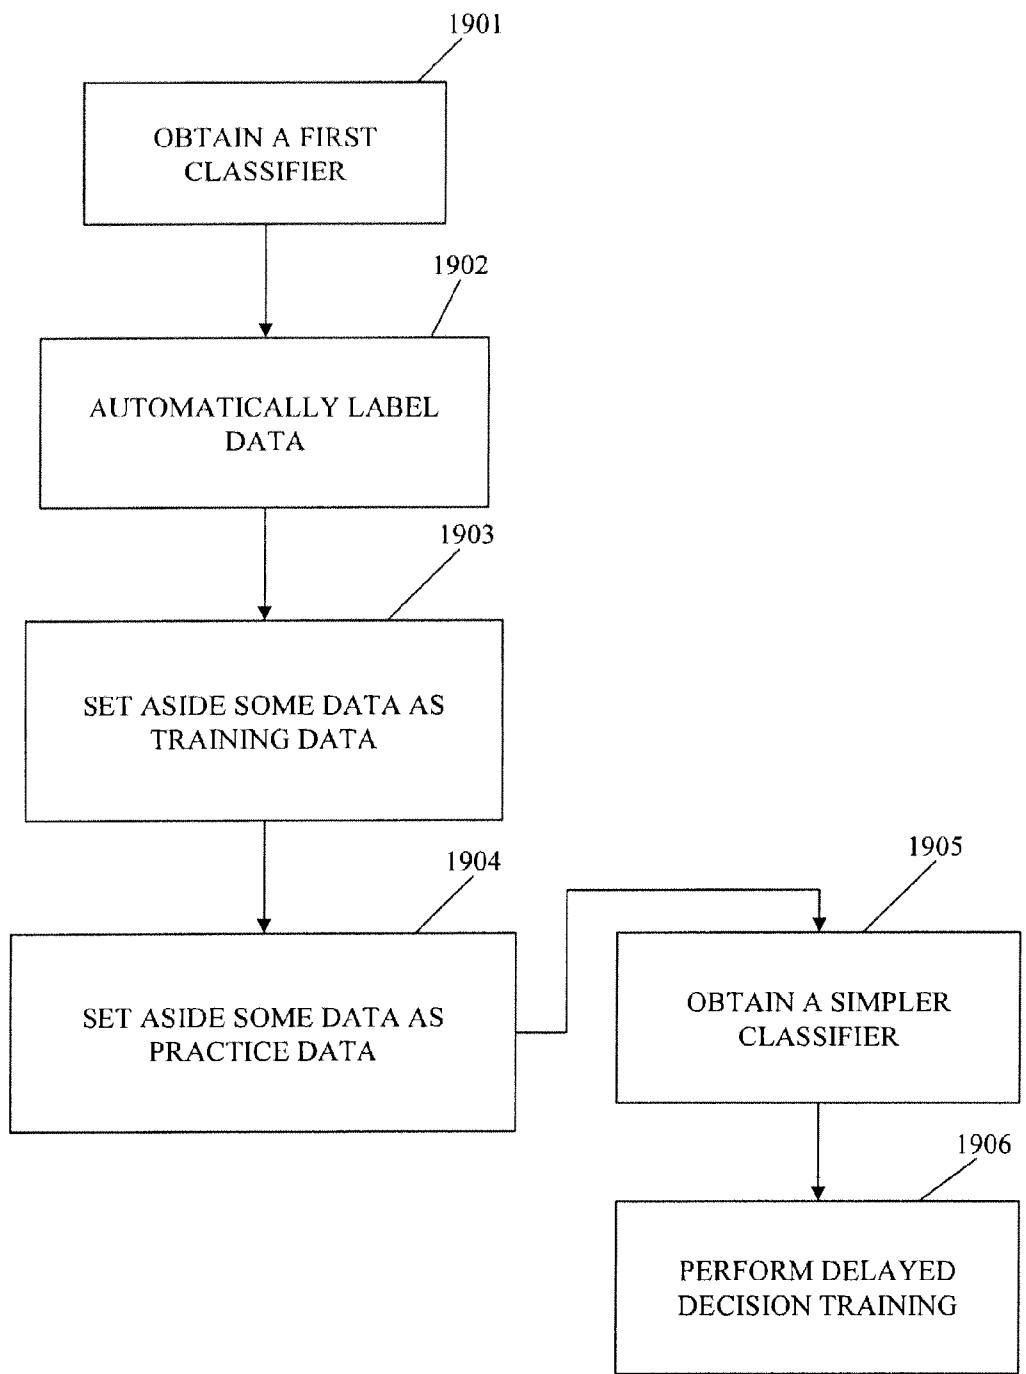 1901
OBTAIN A FIRST
CLASSIFIER
1902
AUTOMATICALLY LABEL
DATA
1903
SET ASIDE SOME DATA AS
TRAINING DATA
1904
SET ASIDE SOME DATA AS
PRACTICE DATA
1905
OBTAIN A SIMPLER
CLASSIFIER
1906
PERFORM DELAYED
DECISION TRAINING